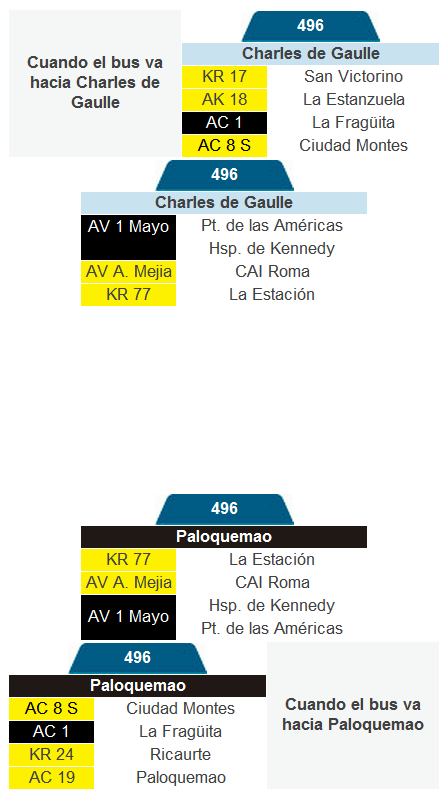 Cuando el bus va
hacia Charles de
Gaulle
496
Charles de Gaulle
KR 17 San Victorino
AK 18 La Estanzuela
AC 1 La Fragüita
AC 8 S Ciudad Montes
496
Charles de Gaulle
AV 1 Mayo Pt. de las Américas
Hsp. de Kennedy
AV A. Mejia CAI Roma
KR 77 La Estación
496
Paloquemao
KR 77 La Estación
AV A. Mejia CAI Roma
AV 1 Mayo Hsp. de Kennedy
Pt. de las Américas
496
Paloquemao
AC 8 S Ciudad Montes
AC 1 La Fragüita
KR 24 Ricaurte
AC 19 Paloquemao
Cuando el bus va
hacia Paloquemao